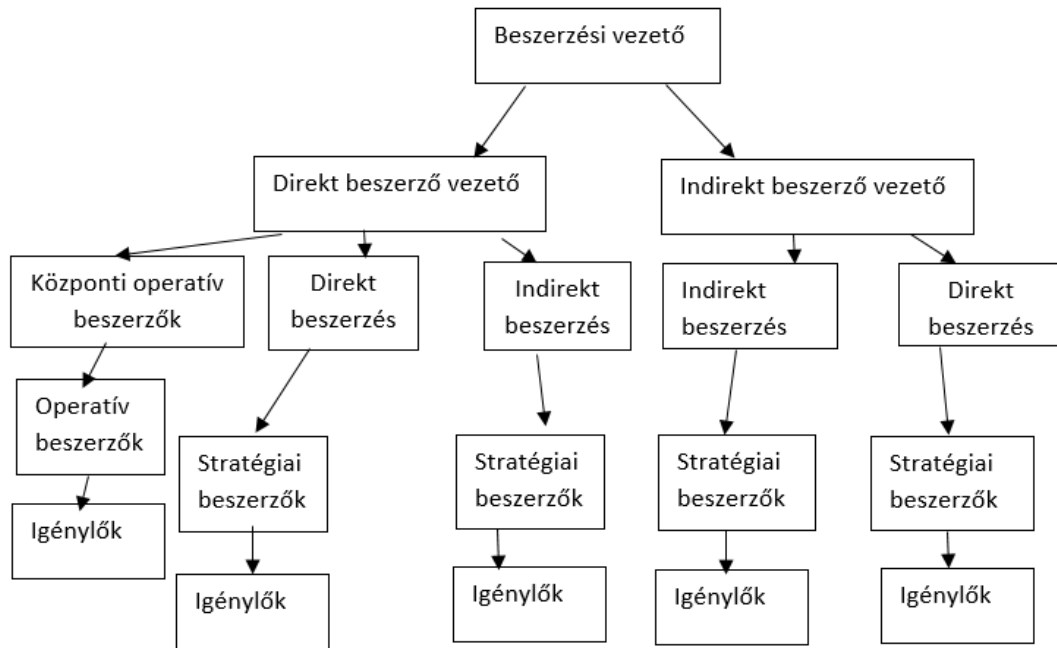 Beszerzési vezető
Direkt beszerző vezető
Indirekt beszerző vezető
Központi operatív
beszerzők
Direkt
beszerzés
Indirekt
beszerzés
Indirekt
beszerzés
Direkt
beszerzés
Operatív
beszerzők
Stratégiai
beszerzők
Stratégiai
beszerzők
Stratégiai
beszerzők
Stratégiai
beszerzők
Igénylők
Igénylők
Igénylők
Igénylők
Igénylők